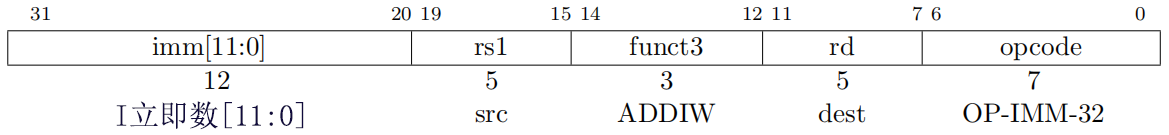 31 20 19 15 14 12 11 7 6 0
imm[11:0] rs1 funct3 rd opcode
12 5 3 5 7
I立即数[11:0] src ADDIW dest OP-IMM-32